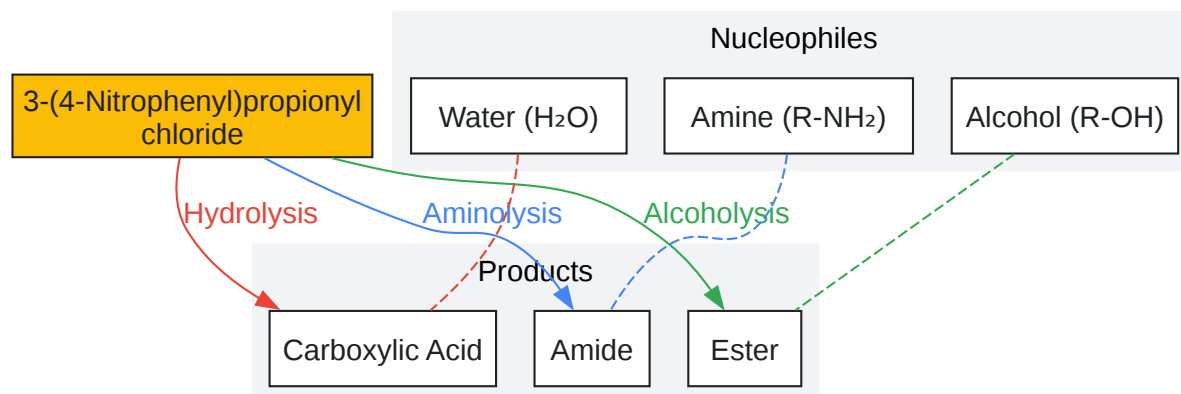 Nucleophiles
3-(4-Nitrophenyl)propionyl
chloride
Water (H₂O)
Amine (R-NH₂)
Alcohol (R-OH)
Hydrolysis
Aminolysis
Alcoholysis
Products
Carboxylic Acid
Amide
Ester